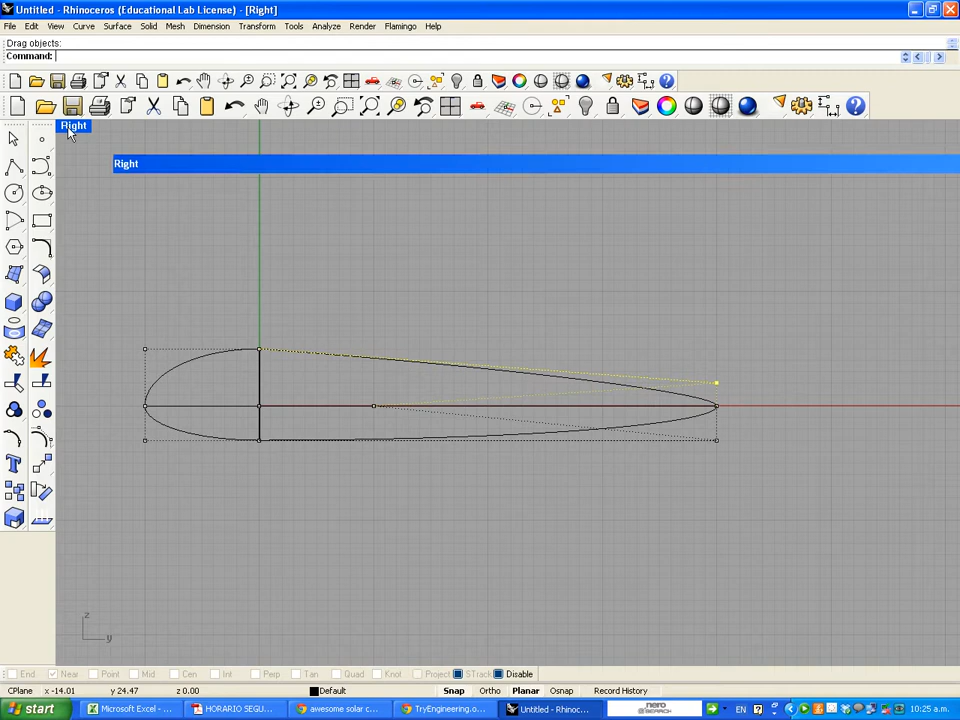 Untitled - Rhinoceros (Educational Lab License) - [Right]
File Edit View Curve Surface Solid Mesh Dimension Transform Tools Analyze Render Flamingo Help
Drag objects:
Command:
Right
Right
z
y
End Near Point Mid Cen Int Perp Tan Quad Knot Project STrack Disable
CPlane x -14.01 y 24.47 z 0.00 Default Snap Ortho Planar Osnap Record History
start Microsoft Excel - ... HORARIO SEGU... awesome solar c... TryEngineering.o... Untitled - Rhinoc... nero SEARCH EN 10:25 a.m.